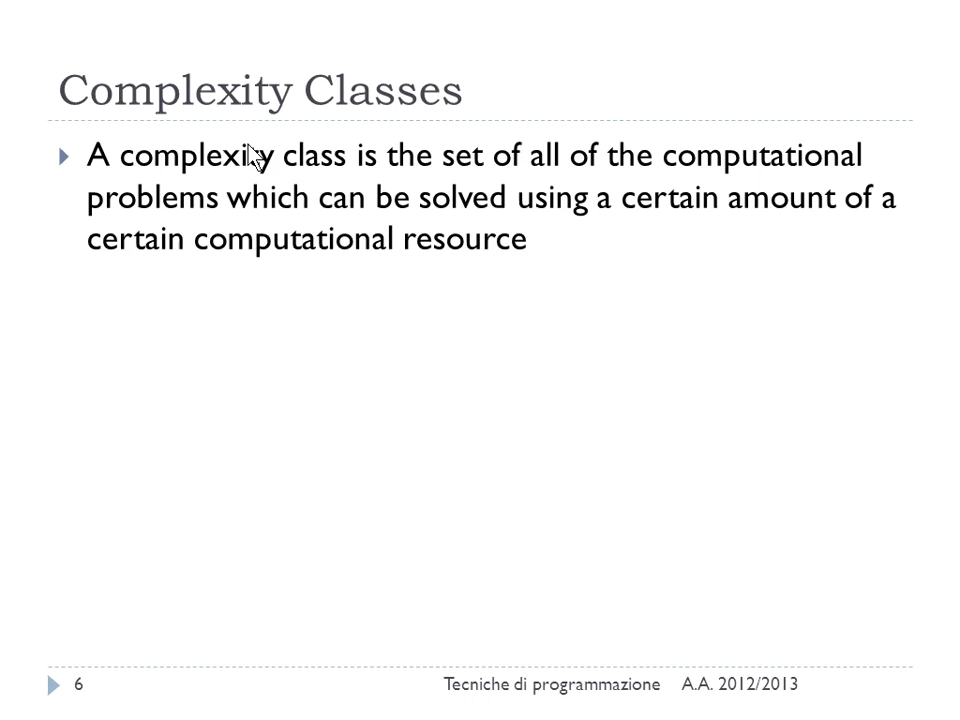 Complexity Classes
A complexity class is the set of all of the computational
problems which can be solved using a certain amount of a
certain computational resource
6 Tecniche di programmazione A.A. 2012/2013